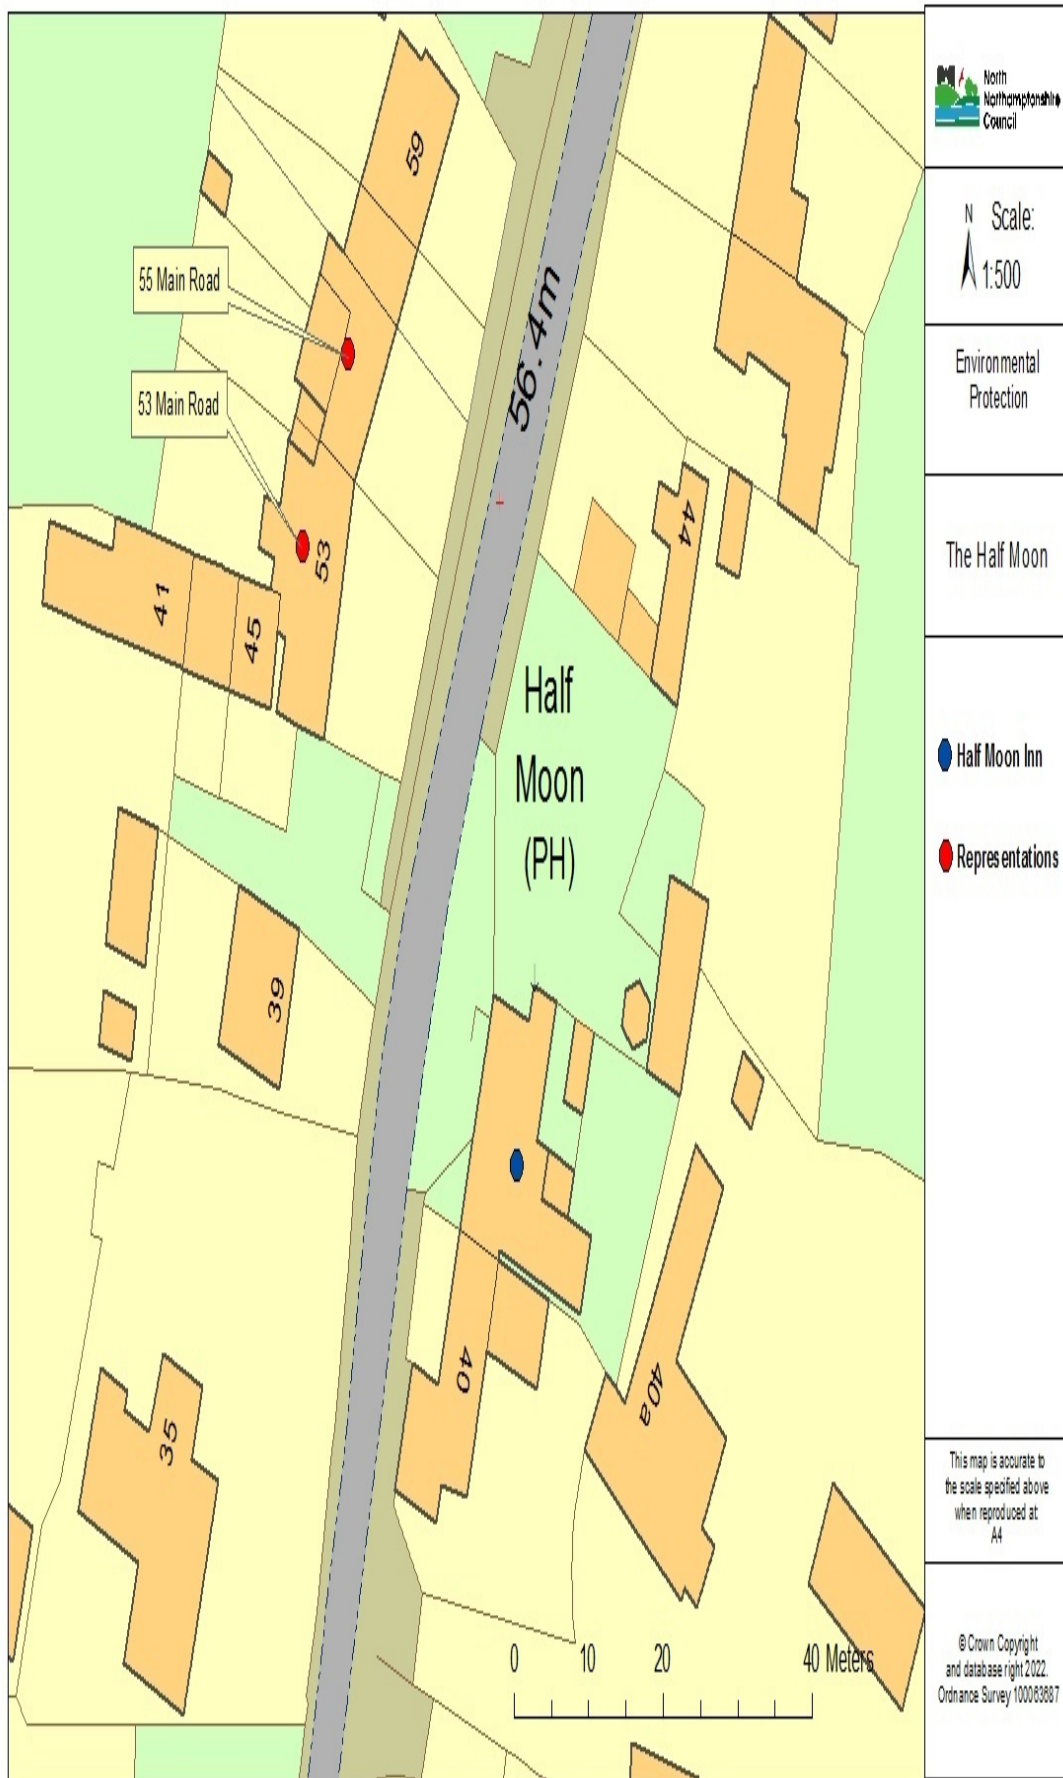 North
Northamptonshire
Council
N
Scale:
1:500
Environmental
Protection
The Half Moon
Half Moon Inn
Representations
This map is accurate to
the scale specified above
when reproduced at
A4
© Crown Copyright
and database right 2022.
Ordnance Survey 100063687
59
55 Main Road
56.4m
53 Main Road
44
53
41
45
Half
Moon
(PH)
39
40
40a
35
0 10 20 40 Meters